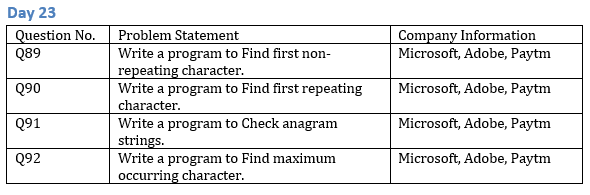 Day 23
Question No. Problem Statement Company Information
Q89 Write a program to Find first non- Microsoft, Adobe, Paytm
repeating character.
Q90 Write a program to Find first repeating Microsoft, Adobe, Paytm
character.
Q91 Write a program to Check anagram Microsoft, Adobe, Paytm
strings.
Q92 Write a program to Find maximum Microsoft, Adobe, Paytm
occurring character.